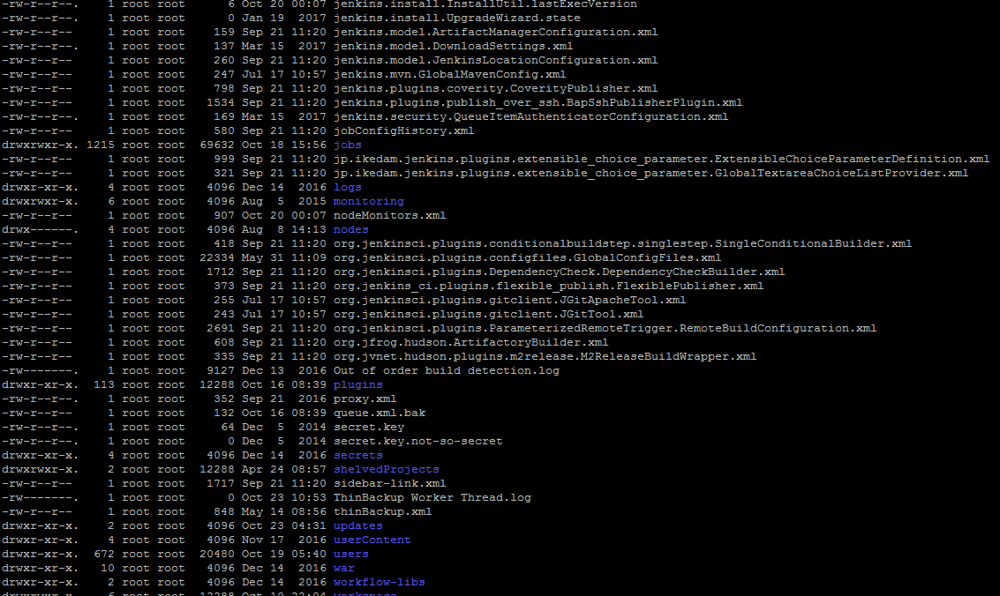 -rw-r--r--. 1 root root 6 Oct 20 00:07 jenkins.install.InstallUtil.lastExecVersion
-rw-r--r--. 1 root root 0 Jan 19 2017 jenkins.install.UpgradeWizard.state
-rw-r--r-- 1 root root 159 Sep 21 11:20 jenkins.model.ArtifactManagerConfiguration.xml
-rw-r--r--. 1 root root 137 Mar 15 2017 jenkins.model.DownloadSettings.xml
-rw-r--r-- 1 root root 260 Sep 21 11:20 jenkins.model.JenkinsLocationConfiguration.xml
-rw-r--r-- 1 root root 247 Jul 17 10:57 jenkins.mvn.GlobalMavenConfig.xml
-rw-r--r-- 1 root root 798 Sep 21 11:20 jenkins.plugins.coverity.CoverityPublisher.xml
-rw-r--r-- 1 root root 1534 Sep 21 11:20 jenkins.plugins.publish_over_ssh.BapSshPublisherPlugin.xml
-rw-r--r--. 1 root root 169 Mar 15 2017 jenkins.security.QueueItemAuthenticatorConfiguration.xml
-rw-r--r-- 1 root root 580 Sep 21 11:20 jobConfigHistory.xml
drwxrwxr-x. 1215 root root 69632 Oct 18 15:56 jobs
-rw-r--r-- 1 root root 999 Sep 21 11:20 jp.ikedam.jenkins.plugins.extensible_choice_parameter.ExtensibleChoiceParameterDefinition.xml
-rw-r--r-- 1 root root 321 Sep 21 11:20 jp.ikedam.jenkins.plugins.extensible_choice_parameter.GlobalTextareaChoiceListProvider.xml
drwxr-xr-x. 4 root root 4096 Dec 14 2016 logs
drwxrwxr-x. 6 root root 4096 Aug 5 2015 monitoring
-rw-r--r-- 1 root root 907 Oct 20 00:07 nodeMonitors.xml
drwx------. 4 root root 4096 Aug 8 14:13 nodes
-rw-r--r-- 1 root root 418 Sep 21 11:20 org.jenkinsci.plugins.conditionalbuildstep.singlestep.SingleConditionalBuilder.xml
-rw-r--r--. 1 root root 22334 May 31 11:09 org.jenkinsci.plugins.configfiles.GlobalConfigFiles.xml
-rw-r--r-- 1 root root 1712 Sep 21 11:20 org.jenkinsci.plugins.DependencyCheck.DependencyCheckBuilder.xml
-rw-r--r-- 1 root root 373 Sep 21 11:20 org.jenkins_ci.plugins.flexible_publish.FlexiblePublisher.xml
-rw-r--r-- 1 root root 255 Jul 17 10:57 org.jenkinsci.plugins.gitclient.JGitApacheTool.xml
-rw-r--r-- 1 root root 243 Jul 17 10:57 org.jenkinsci.plugins.gitclient.JGitTool.xml
-rw-r--r-- 1 root root 2691 Sep 21 11:20 org.jenkinsci.plugins.ParameterizedRemoteTrigger.RemoteBuildConfiguration.xml
-rw-r--r-- 1 root root 608 Sep 21 11:20 org.jfrog.hudson.ArtifactoryBuilder.xml
-rw-r--r-- 1 root root 335 Sep 21 11:20 org.jvnet.hudson.plugins.m2release.M2ReleaseBuildWrapper.xml
-rw-------. 1 root root 9127 Dec 13 2016 Out of order build detection.log
drwxr-xr-x. 113 root root 12288 Oct 16 08:39 plugins
-rw-r--r--. 1 root root 352 Sep 21 2016 proxy.xml
-rw-r--r--. 1 root root 132 Oct 16 08:39 queue.xml.bak
-rw-r--r--. 1 root root 64 Dec 5 2014 secret.key
-rw-r--r--. 1 root root 0 Dec 5 2014 secret.key.not-so-secret
drwxr-xr-x. 4 root root 4096 Dec 14 2016 secrets
drwxrwxr-x. 2 root root 12288 Apr 24 08:57 shelvedProjects
-rw-r--r-- 1 root root 1717 Sep 21 11:20 sidebar-link.xml
-rw-------. 1 root root 0 Oct 23 10:53 ThinBackup Worker Thread.log
-rw-r--r-- 1 root root 848 May 14 08:56 thinBackup.xml
drwxr-xr-x. 2 root root 4096 Oct 23 04:31 updates
drwxr-xr-x. 4 root root 4096 Nov 17 2016 userContent
drwxr-xr-x. 672 root root 20480 Oct 19 05:40 users
drwxr-xr-x. 10 root root 4096 Dec 14 2016 war
drwxr-xr-x. 2 root root 4096 Dec 14 2016 workflow-libs